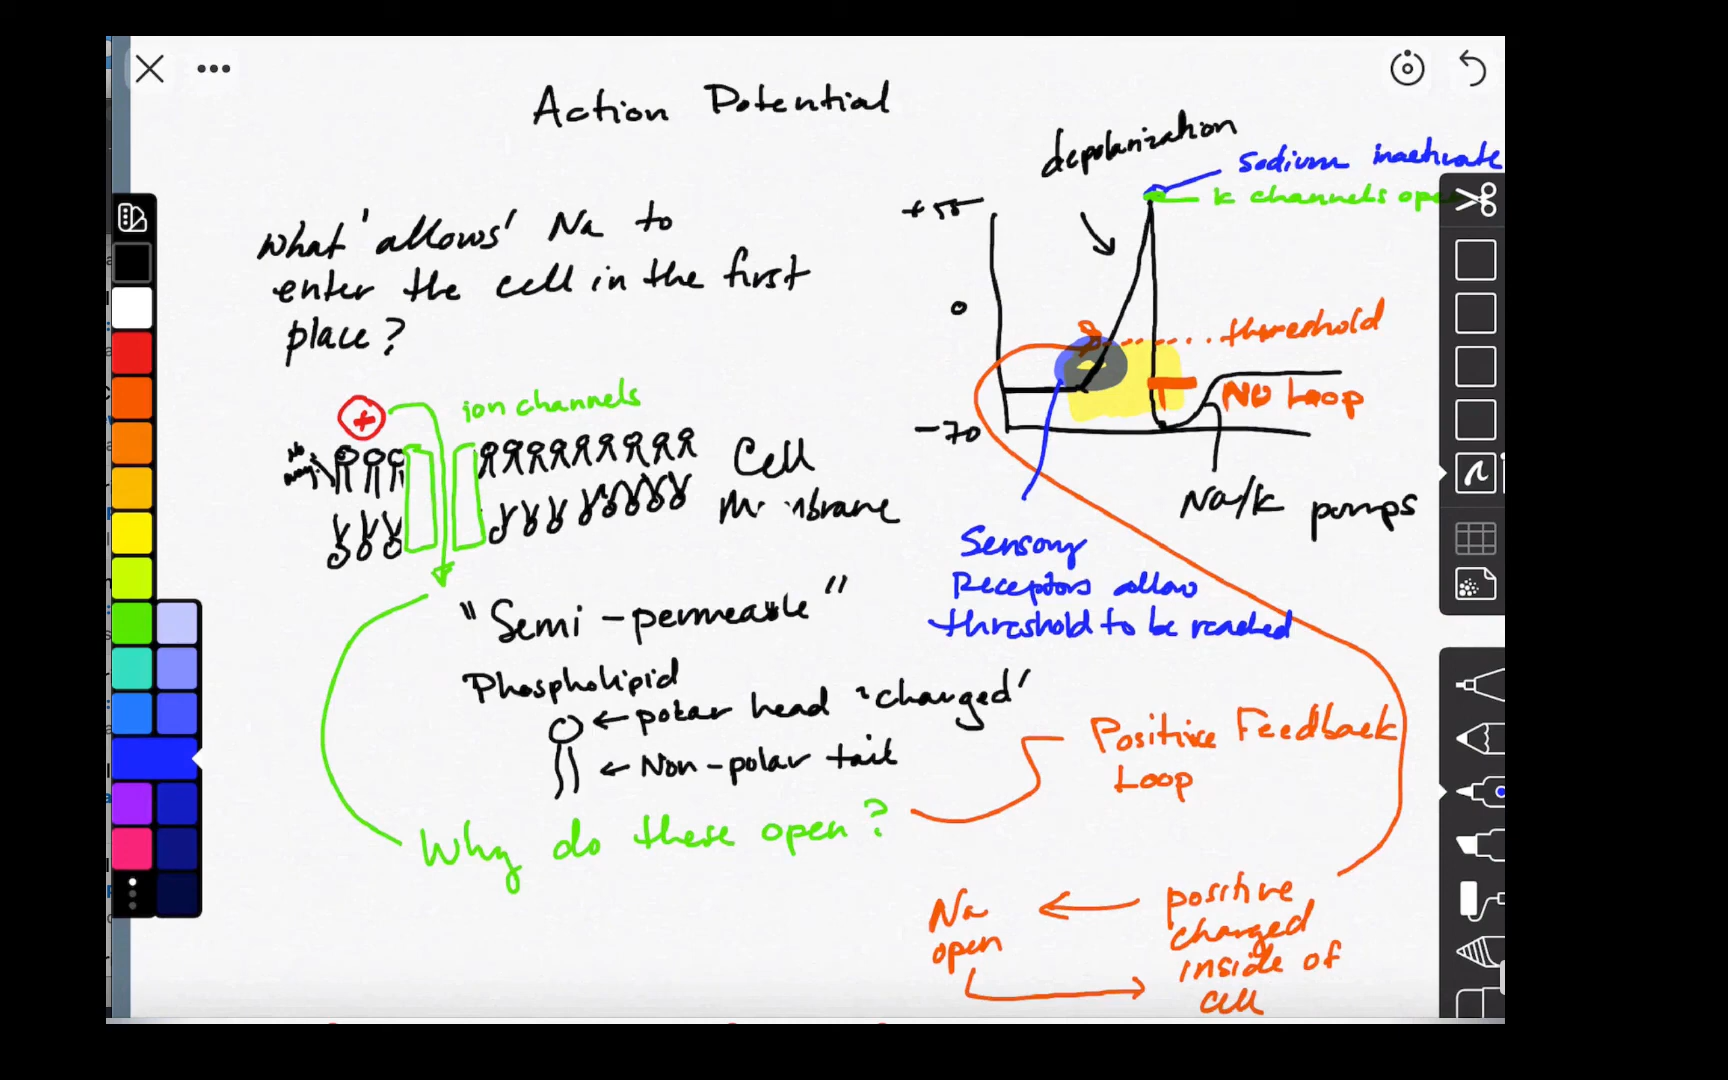 Action Potential
what 'allows' Na to
enter the cell in the first
place?
ion channels
+
No
way
Cell
Membrane
"Semi-permeable"
Phospholipid
← polar head "charged"
← Non-polar tail
Why do these open?
depolarization
Sodium inactivate
K channels open
+55
0
-70
threshold
NO Loop
Na/K pumps
Sensory
Receptors allow
threshold to be reached
Positive Feedback
Loop
Na
open
positive
charged
inside of
cell